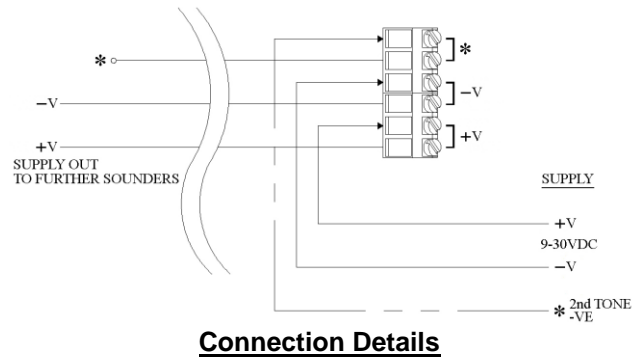 *
*
−V
−V
+V
+V
SUPPLY OUT
TO FURTHER SOUNDERS
SUPPLY
+V
9-30VDC
−V
* 2nd TONE
-VE
Connection Details